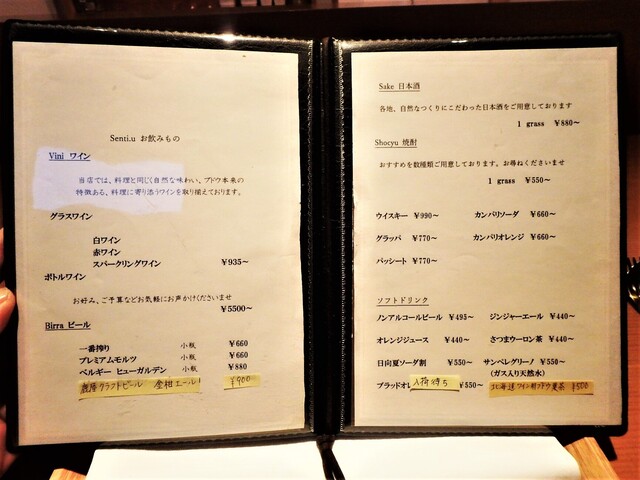 Senti.u お飲みもの
Vini ワイン
当店では、料理と同じく自然な味わい、ブドウ本来の
特徴ある、料理に寄り添うワインを取り揃えております。
グラスワイン
白ワイン
赤ワイン
スパークリングワイン ￥935～
ボトルワイン
お好み、ご予算などお気軽にお声かけくださいませ
￥5500～
Birra ビール
一番搾り 小瓶 ￥660
プレミアムモルツ 小瓶 ￥660
ベルギー ヒューガルデン 小瓶 ￥880
薩摩クラフトビール 金柑エール! ￥900
Sake 日本酒
各地、自然なつくりにこだわった日本酒をご用意しております
1 grass ￥880～
Shocyu 焼酎
おすすめを数種類ご用意しております。お尋ねくださいませ
1 grass ￥550～
ウイスキー ￥990～ カンパリソーダ ￥660～
グラッパ ￥770～ カンパリオレンジ ￥660～
パッシート ￥770～
ソフトドリンク
ノンアルコールビール ￥495～ ジンジャーエール ￥440～
オレンジジュース ￥440～ さつまウーロン茶 ￥440～
日向夏ソーダ割 ￥550～ サンペレグリーノ ￥550～
(ガス入り天然水)
ブラッドオレ 入荷待ち ￥550～ 北海道ワイン用ブドウ葉茶 ￥500